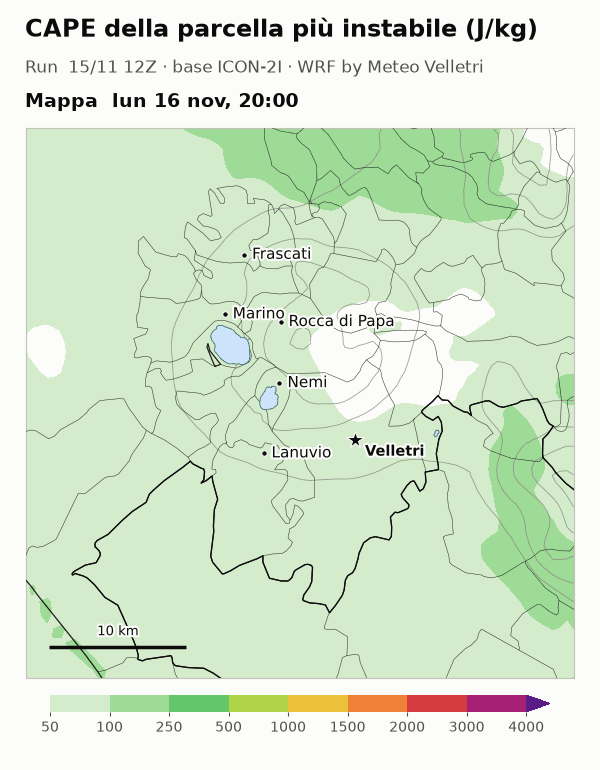 CAPE della parcella più instabile (J/kg)
Run  15/11 12Z · base ICON-2I · WRF by Meteo Velletri
Mappa  lun 16 nov, 20:00
Frascati
Marino
Rocca di Papa
Nemi
Velletri
Lanuvio
10 km
50 100 250 500 1000 1500 2000 3000 4000